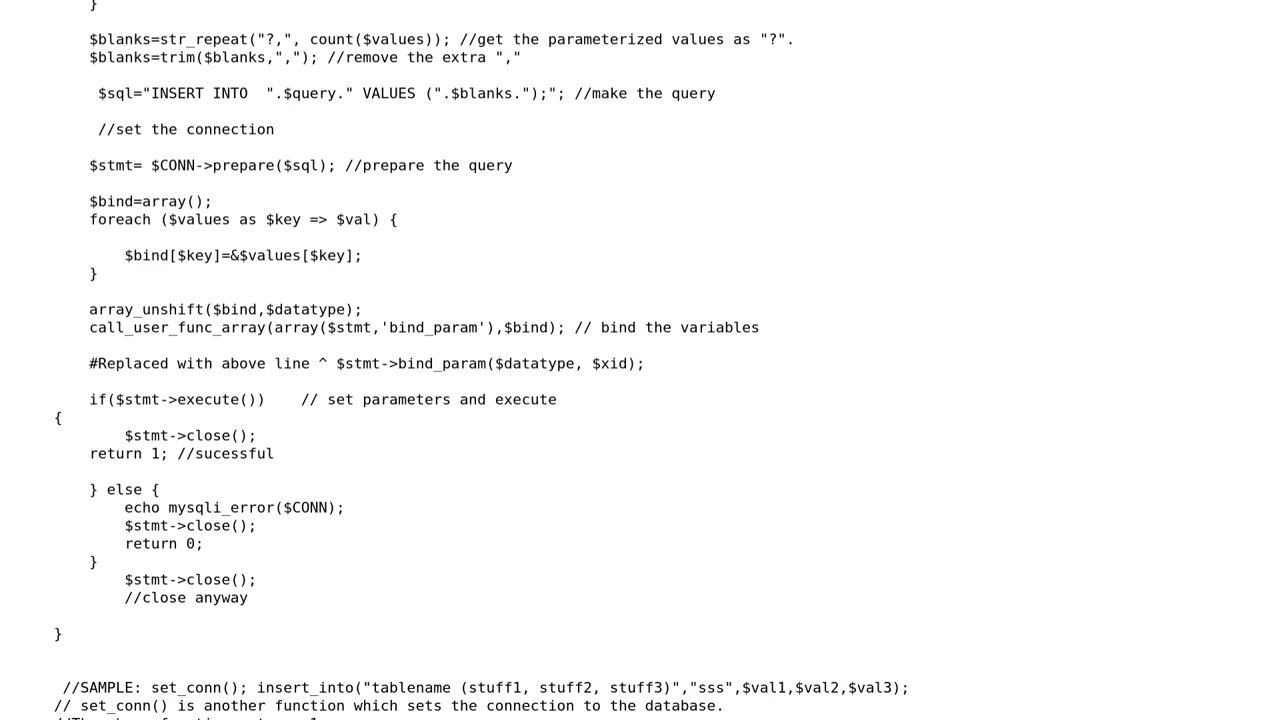 }
$blanks=str_repeat("?,", count($values)); //get the parameterized values as "?".
$blanks=trim($blanks,","); //remove the extra ","
$sql="INSERT INTO  ".$query." VALUES (".$blanks.");"; //make the query
//set the connection
$stmt= $CONN->prepare($sql); //prepare the query
$bind=array();
foreach ($values as $key => $val) {
$bind[$key]=&$values[$key];
}
array_unshift($bind,$datatype);
call_user_func_array(array($stmt,'bind_param'),$bind); // bind the variables
#Replaced with above line ^ $stmt->bind_param($datatype, $xid);
if($stmt->execute())    // set parameters and execute
{
$stmt->close();
return 1; //sucessful
} else {
echo mysqli_error($CONN);
$stmt->close();
return 0;
}
$stmt->close();
//close anyway
}
//SAMPLE: set_conn(); insert_into("tablename (stuff1, stuff2, stuff3)","sss",$val1,$val2,$val3);
// set_conn() is another function which sets the connection to the database.